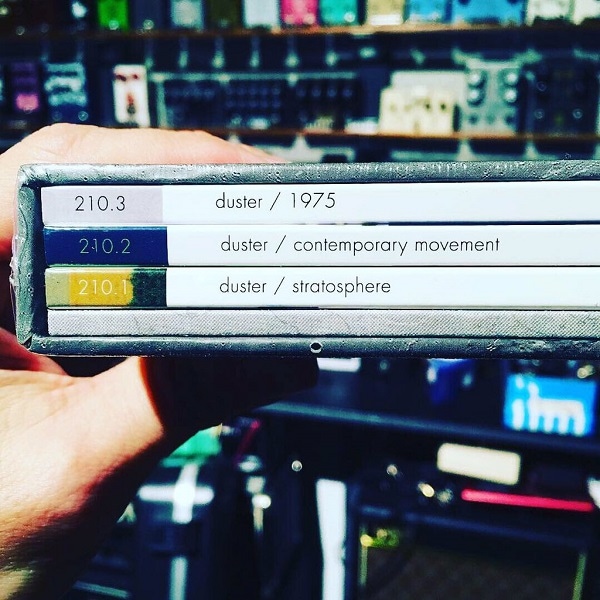 210.3 duster / 1975
210.2 duster / contemporary movement
210.1 duster / stratosphere